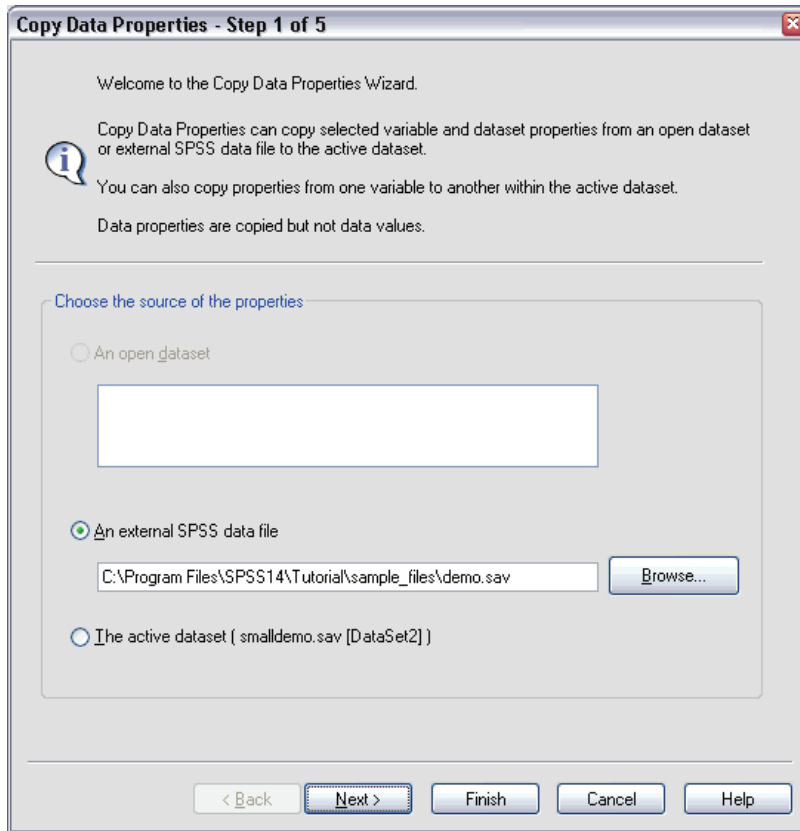 Copy Data Properties - Step 1 of 5
Welcome to the Copy Data Properties Wizard.
Copy Data Properties can copy selected variable and dataset properties from an open dataset
or external SPSS data file to the active dataset.
You can also copy properties from one variable to another within the active dataset.
Data properties are copied but not data values.
Choose the source of the properties
An open dataset
An external SPSS data file
C:\Program Files\SPSS14\Tutorial\sample_files\demo.sav
Browse...
The active dataset ( smalldemo.sav [DataSet2] )
< Back Next > Finish Cancel Help